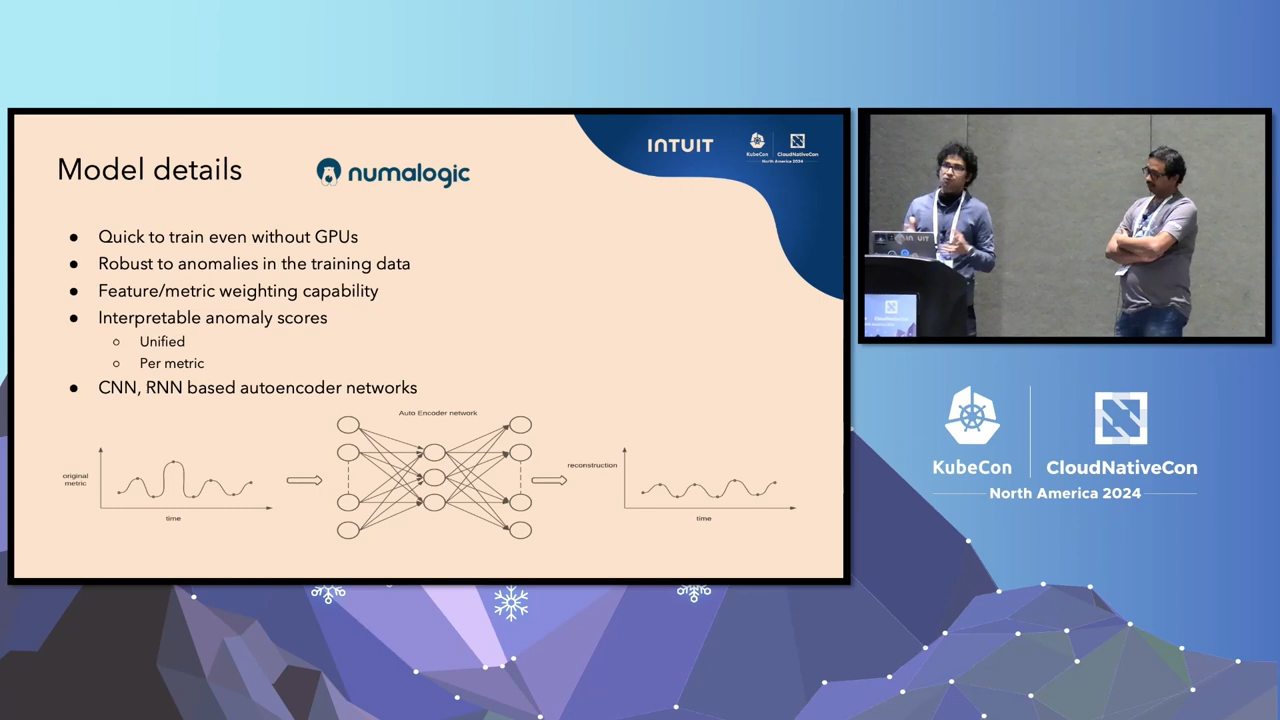 Model details
numalogic
INTUIT
KubeCon
CloudNativeCon
North America 2024
Quick to train even without GPUs
Robust to anomalies in the training data
Feature/metric weighting capability
Interpretable anomaly scores
Unified
Per metric
CNN, RNN based autoencoder networks
Auto Encoder network
original
metric
time
reconstruction
time
INTUIT
KubeCon
CloudNativeCon
North America 2024